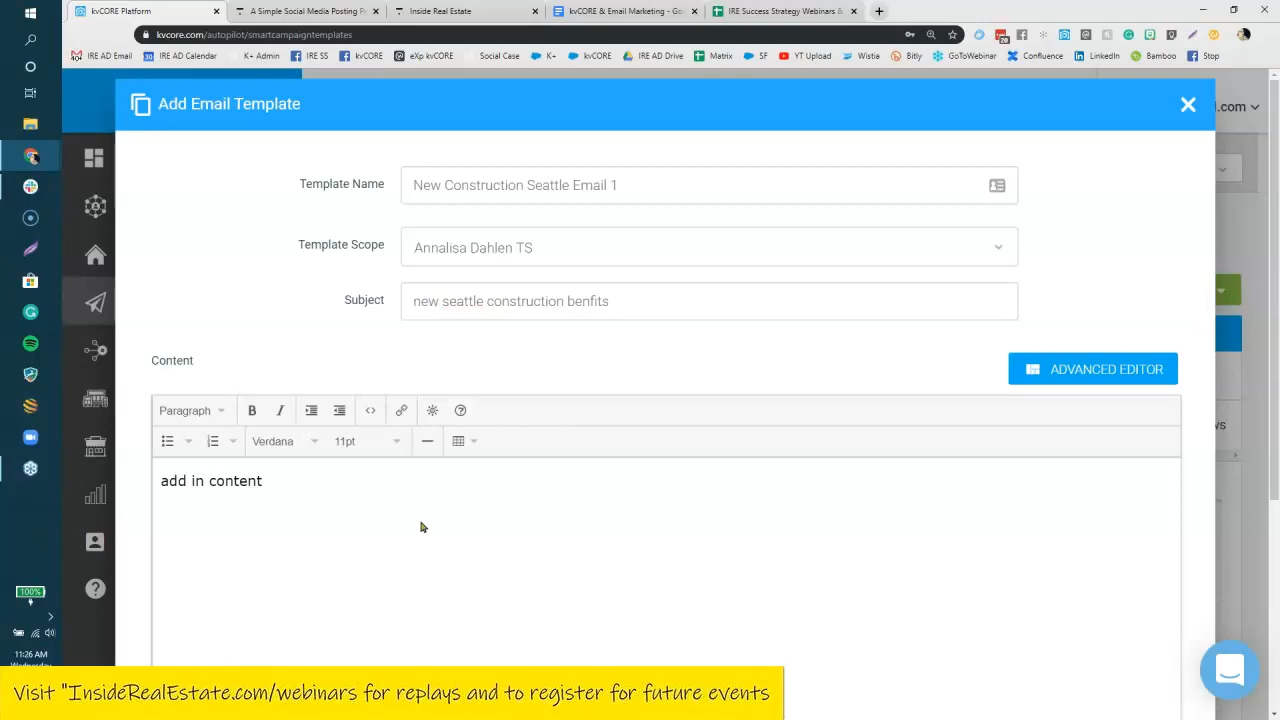 kvCORE Platform
A Simple Social Media Posting F
Inside Real Estate
kvCORE & Email Marketing - Go
IRE Success Strategy Webinars &
kvcore.com/autopilot/smartcampaigntemplates
IRE AD Email
IRE AD Calendar
K+ Admin
IRE SS
kvCORE
eXp kvCORE
Social Case
K+
kvCORE
IRE AD Drive
Matrix
SF
YT Upload
Wistia
Bitly
GoToWebinar
Confluence
LinkedIn
Bamboo
Stop
Add Email Template
l.com
Template Name
New Construction Seattle Email 1
Template Scope
Annalisa Dahlen TS
Subject
new seattle construction benfits
Content
ADVANCED EDITOR
Paragraph
B
I
Verdana
11pt
ws
add in content
100%
11:26 AM
Wednesday
Visit "InsideRealEstate.com/webinars for replays and to register for future events